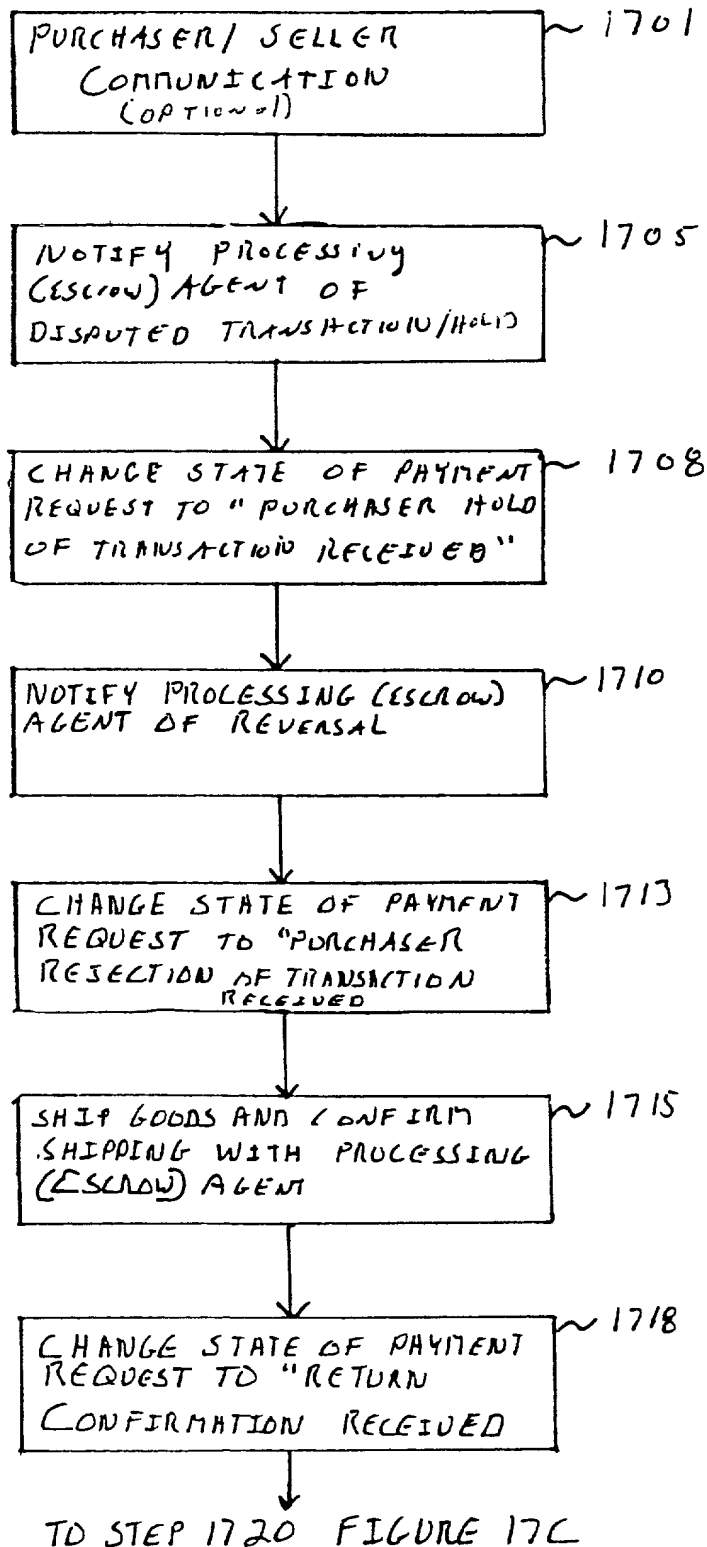 PURCHASER/ SELLER
COMMUNICATION
(OPTIONAL)
1701
NOTIFY PROCESSING
(ESCROW) AGENT OF
DISPUTED TRANSACTION/HOLD
1705
CHANGE STATE OF PAYMENT
REQUEST TO "PURCHASER HOLD
OF TRANSACTION RECEIVED"
1708
NOTIFY PROCESSING (ESCROW)
AGENT OF REVERSAL
1710
CHANGE STATE OF PAYMENT
REQUEST TO "PURCHASER
REJECTION OF TRANSACTION
RECEIVED
1713
SHIP GOODS AND CONFIRM
SHIPPING WITH PROCESSING
(ESCROW) AGENT
1715
CHANGE STATE OF PAYMENT
REQUEST TO "RETURN
CONFIRMATION RECEIVED
1718
TO STEP 1720 FIGURE 17C